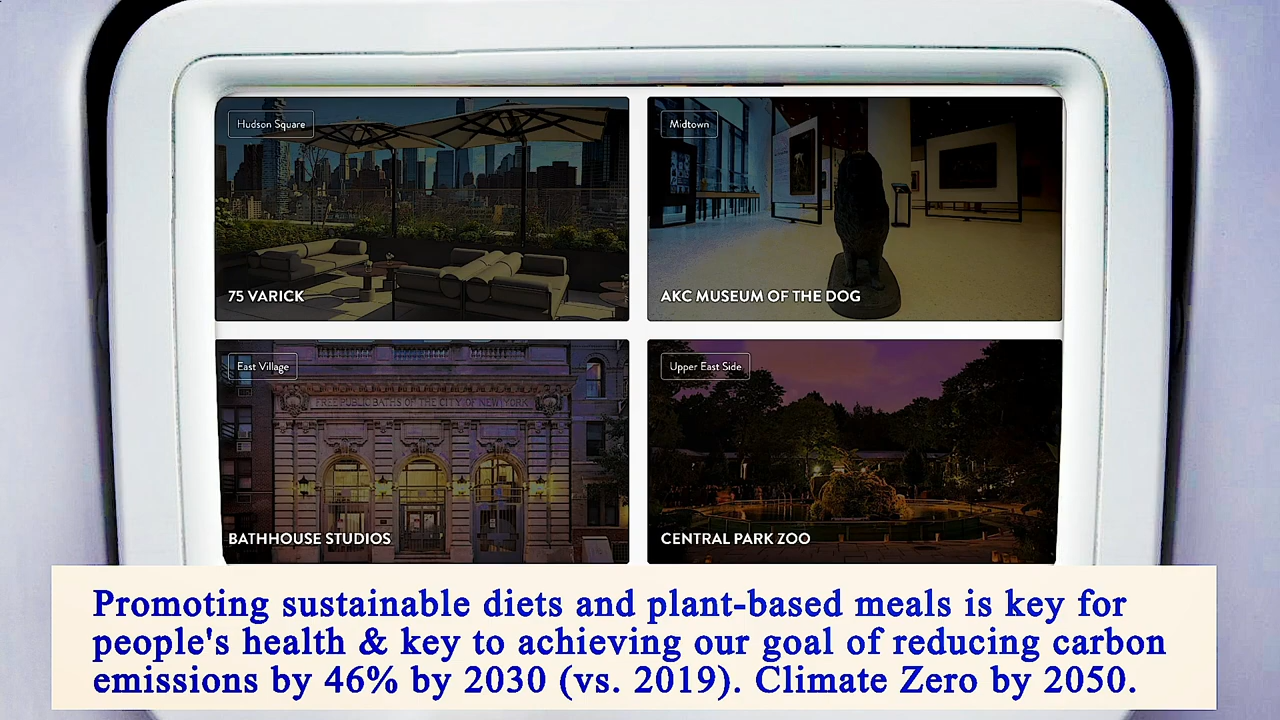 Hudson Square
75 VARICK
Midtown
AKC MUSEUM OF THE DOG
East Village
FREE PUBLIC BATHS OF THE CITY OF NEW YORK
BATHHOUSE STUDIOS
Upper East Side
CENTRAL PARK ZOO
Promoting sustainable diets and plant-based meals is key for
people's health & key to achieving our goal of reducing carbon
emissions by 46% by 2030 (vs. 2019). Climate Zero by 2050.